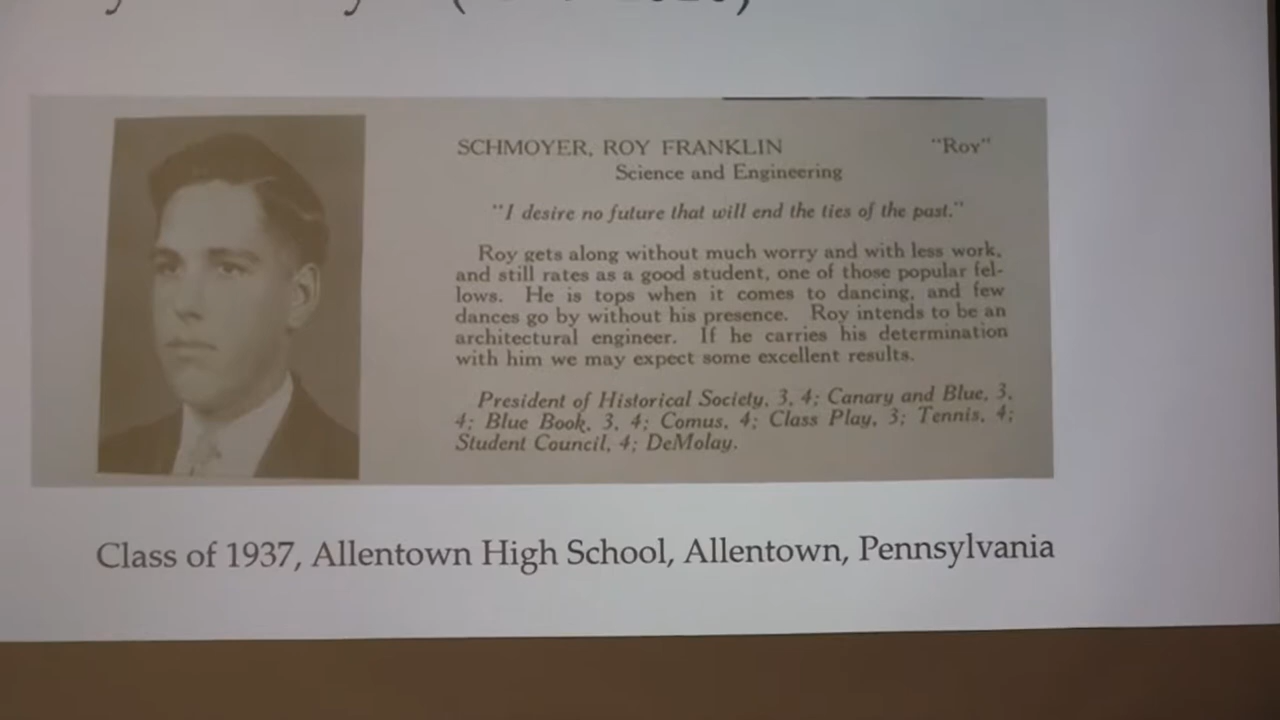 SCHMOYER, ROY FRANKLIN "Roy"
Science and Engineering
"I desire no future that will end the ties of the past."
Roy gets along without much worry and with less work,
and still rates as a good student, one of those popular fel-
lows. He is tops when it comes to dancing, and few
dances go by without his presence. Roy intends to be an
architectural engineer. If he carries his determination
with him we may expect some excellent results.
President of Historical Society, 3, 4; Canary and Blue, 3,
4; Blue Book, 3, 4; Comus, 4; Class Play, 3; Tennis, 4;
Student Council, 4; DeMolay.
Class of 1937, Allentown High School, Allentown, Pennsylvania